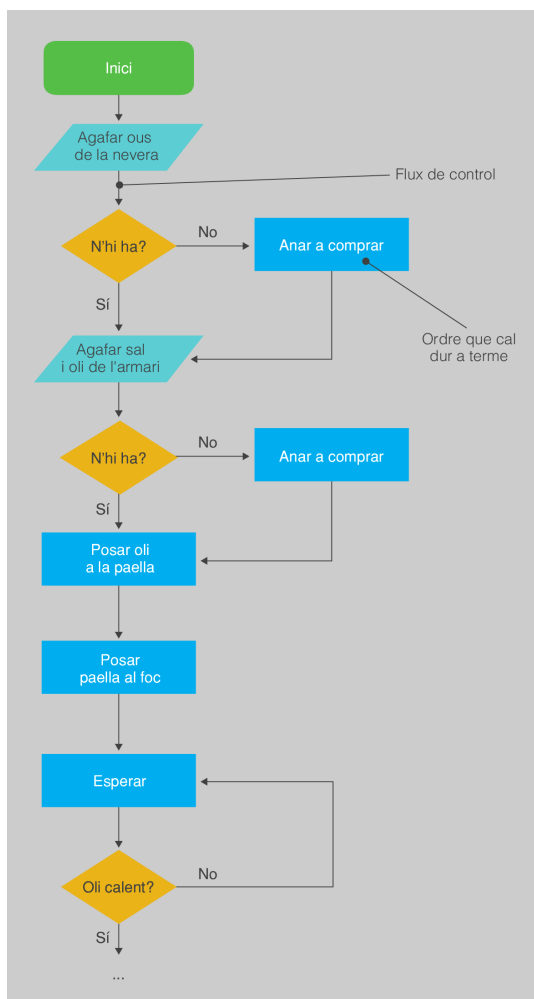 Inici
Agafar ous
de la nevera
Flux de control
N'hi ha?
No
Anar a comprar
Sí
Ordre que cal
dur a terme
Agafar sal
i oli de l'armari
N'hi ha?
No
Anar a comprar
Sí
Posar oli
a la paella
Posar
paella al foc
Esperar
Oli calent?
No
Sí
...